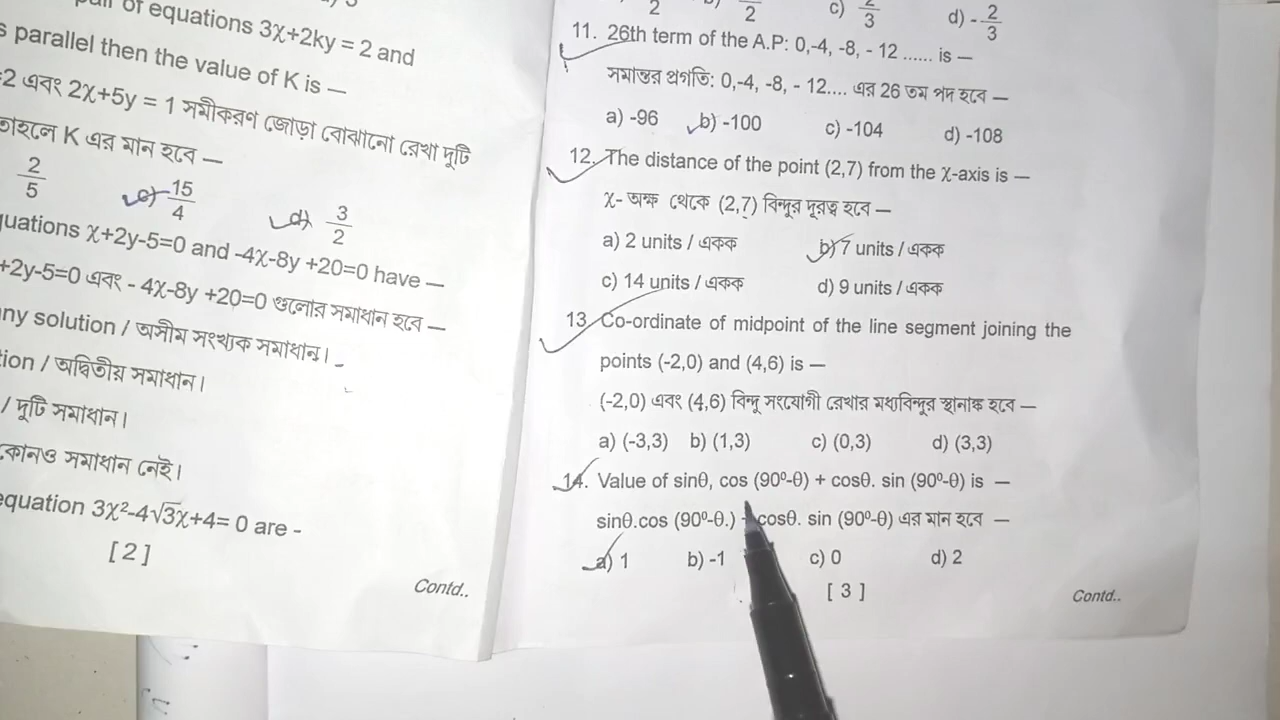 of equations 3χ+2ky = 2 and
s parallel then the value of K is —
2 এবং 2χ+5y = 1 সমীকরণ জোড়া বোঝানো রেখা দুটি
তাহলে K এর মান হবে —
2/5 c) 15/4 d) 3/2
quations χ+2y-5=0 and -4χ-8y +20=0 have —
+2y-5=0 এবং - 4χ-8y +20=0 গুলোর সমাধান হবে —
ny solution / অসীম সংখ্যক সমাধান।
tion / অদ্বিতীয় সমাধান।
/ দুটি সমাধান।
কোনও সমাধান নেই।
equation 3χ²-4√3χ+4= 0 are -
[ 2 ]
Contd..
2 2 c) 2/3 d) -2/3
11. 26th term of the A.P: 0,-4, -8, - 12 ...... is —
সমান্তর প্রগতি: 0,-4, -8, - 12.... এর 26 তম পদ হবে —
a) -96 b) -100 c) -104 d) -108
12. The distance of the point (2,7) from the χ-axis is —
χ- অক্ষ থেকে (2,7) বিন্দুর দূরত্ব হবে —
a) 2 units / একক b) 7 units / একক
c) 14 units / একক d) 9 units / একক
13. Co-ordinate of midpoint of the line segment joining the
points (-2,0) and (4,6) is —
(-2,0) এবং (4,6) বিন্দু সংযোগী রেখার মধ্যবিন্দুর স্থানাঙ্ক হবে —
a) (-3,3) b) (1,3) c) (0,3) d) (3,3)
14. Value of sinθ, cos (90⁰-θ) + cosθ. sin (90⁰-θ) is —
sinθ.cos (90⁰-θ.) + cosθ. sin (90⁰-θ) এর মান হবে —
a) 1 b) -1 c) 0 d) 2
[ 3 ]
Contd..